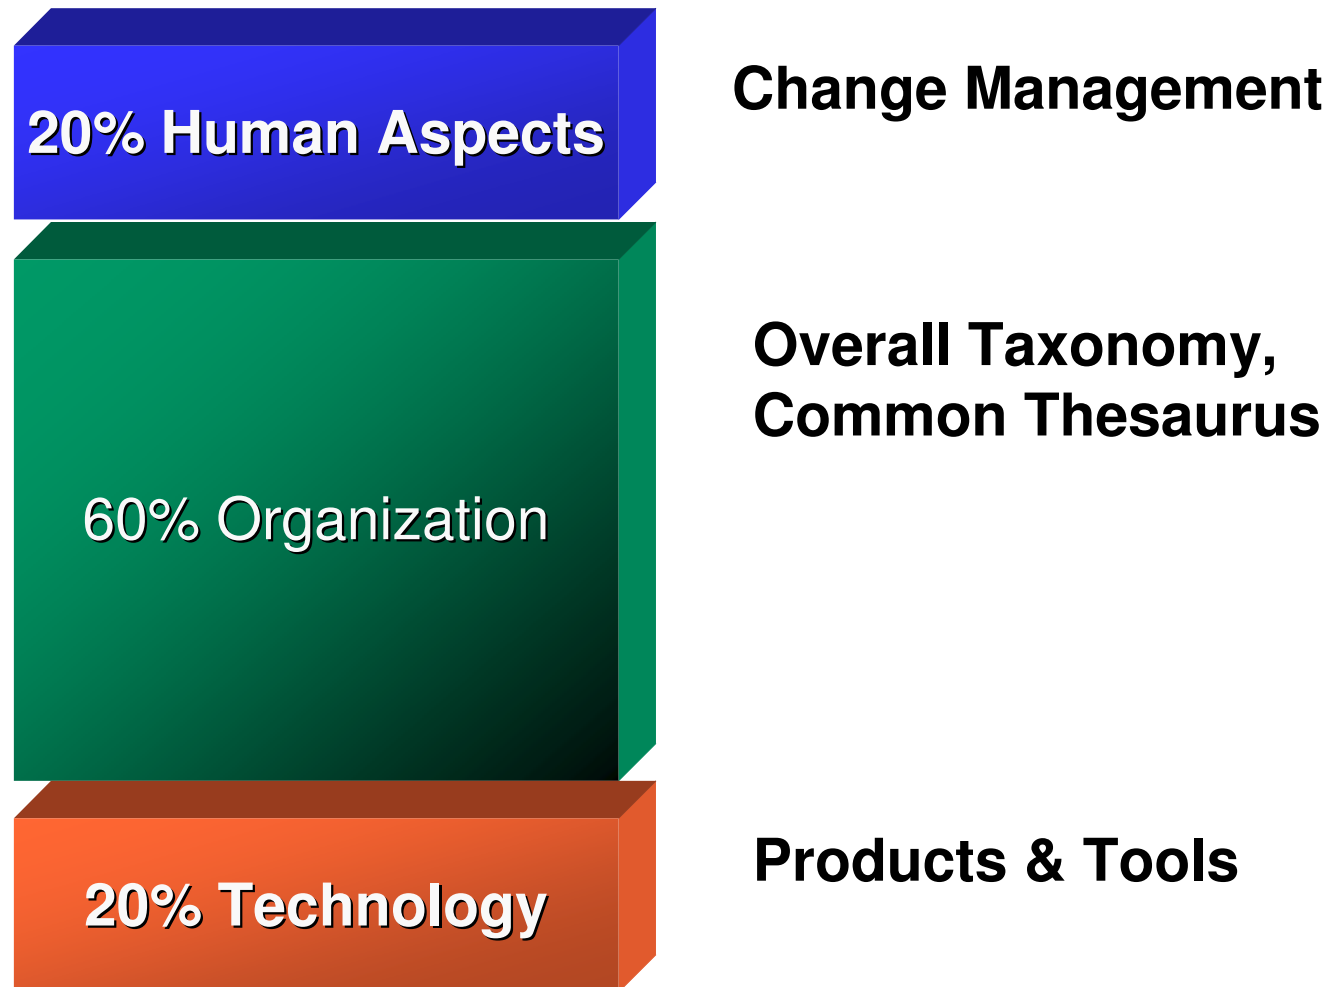 20% Human Aspects
Change Management
60% Organization
Overall Taxonomy,
Common Thesaurus
20% Technology
Products & Tools